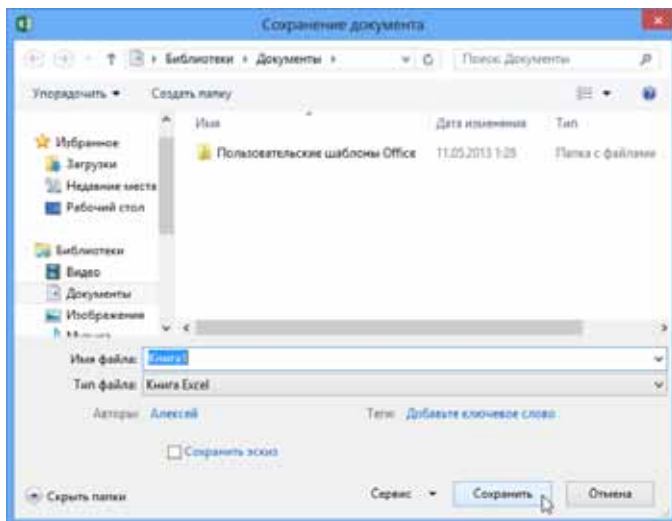 Сохранение документа
Библиотеки Документы
Поиск: Документы
Упорядочить
Создать папку
Имя
Дата изменения
Тип
Избранное
Загрузки
Недавние места
Рабочий стол
Библиотеки
Видео
Документы
Изображения
Пользовательские шаблоны Office
11.05.2013 1:28
Папка с файлами
Имя файла: Книга1
Тип файла: Книга Excel
Авторы: Алексей
Теги: Добавьте ключевое слово
Сохранить эскиз
Скрыть папки
Сервис
Сохранить
Отмена